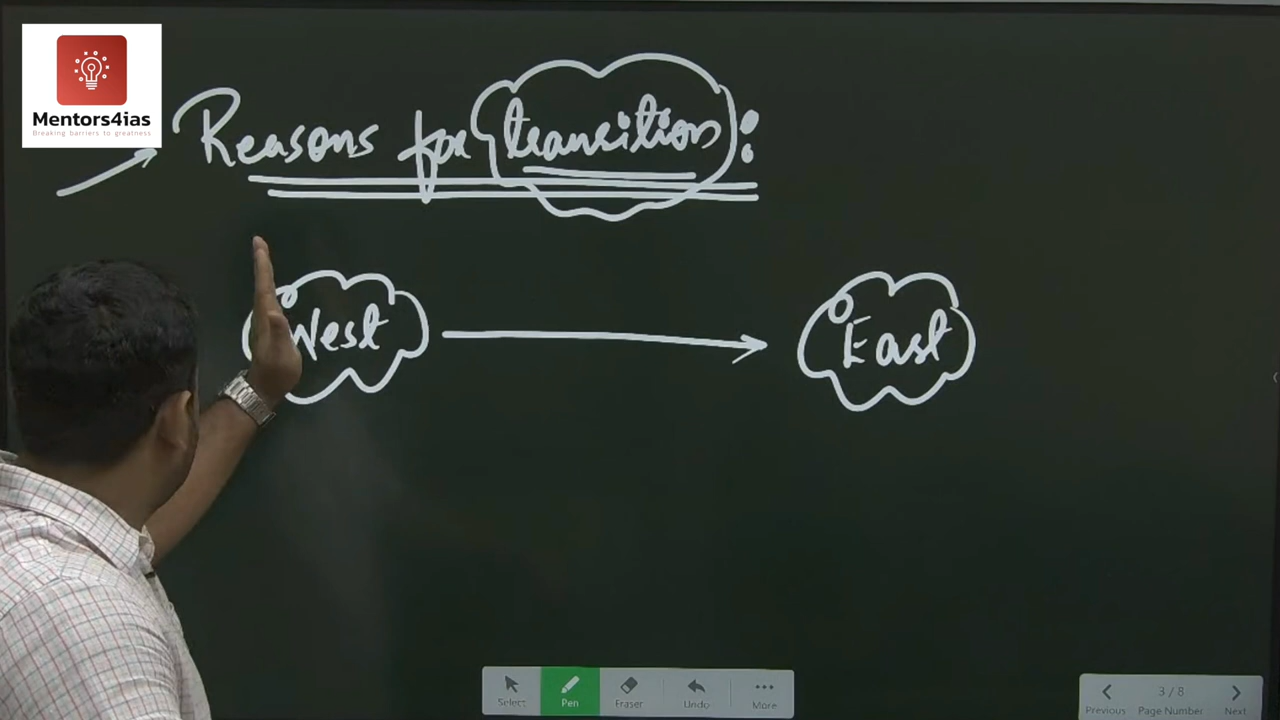 Mentors4ias
Breaking barriers to greatness
Reasons for transition:
West
East
Select
Pen
Eraser
Undo
More
3 / 8
Previous
Page Number
Next